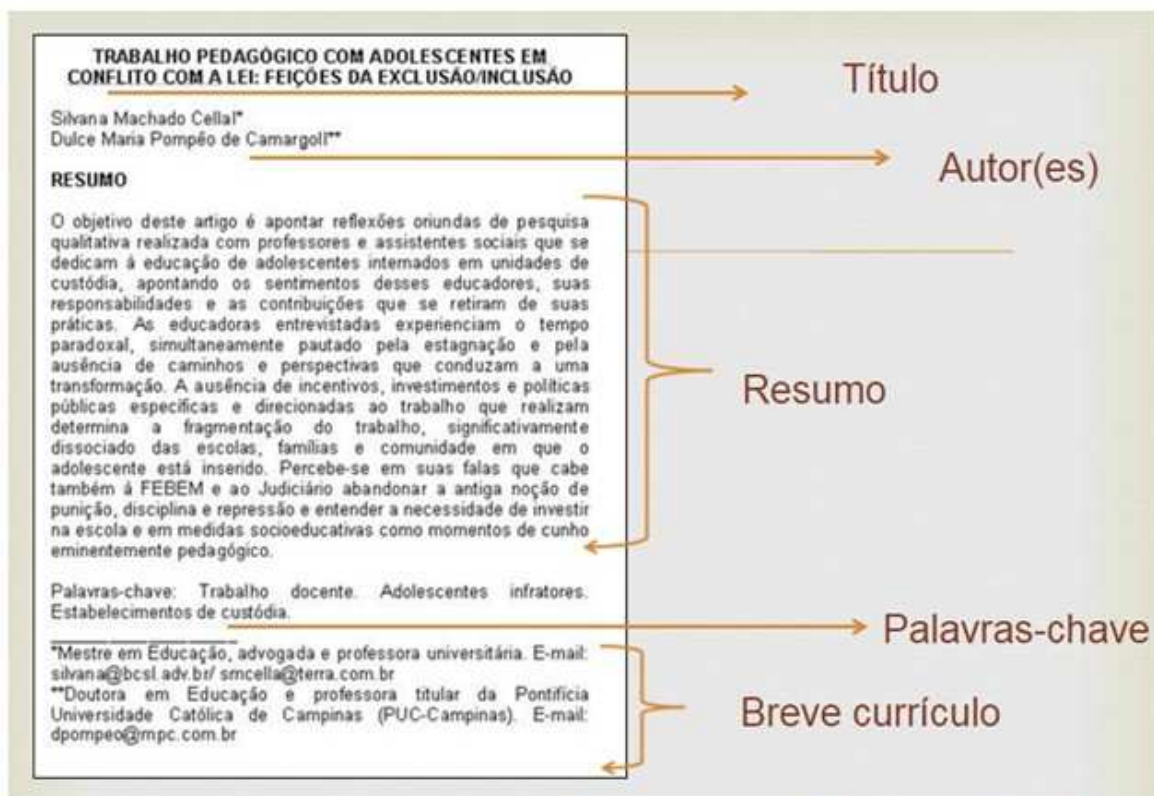 TRABALHO PEDAGÓGICO COM ADOLESCENTES EM
CONFLITO COM A LEI: FEIÇÕES DA EXCLUSÃO/INCLUSÃO
Título
Silvana Machado Cellal*
Dulce Maria Pompêo de Camargoll**
Autor(es)
RESUMO
O objetivo deste artigo é apontar reflexões oriundas de pesquisa
qualitativa realizada com professores e assistentes sociais que se
dedicam à educação de adolescentes internados em unidades de
custódia, apontando os sentimentos desses educadores, suas
responsabilidades e as contribuições que se retiram de suas
práticas. As educadoras entrevistadas experienciam o tempo
paradoxal, simultaneamente pautado pela estagnação e pela
ausência de caminhos e perspectivas que conduzam a uma
transformação. A ausência de incentivos, investimentos e políticas
públicas específicas e direcionadas ao trabalho que realizam
determina a fragmentação do trabalho, significativamente
dissociado das escolas, famílias e comunidade em que o
adolescente está inserido. Percebe-se em suas falas que cabe
também à FEBEM e ao Judiciário abandonar a antiga noção de
punição, disciplina e repressão e entender a necessidade de investir
na escola e em medidas socioeducativas como momentos de cunho
eminentemente pedagógico.
Resumo
Palavras-chave: Trabalho docente. Adolescentes infratores.
Estabelecimentos de custódia.
Palavras-chave
*Mestre em Educação, advogada e professora universitária. E-mail:
silvana@bcsl.adv.br/ smcella@terra.com.br
**Doutora em Educação e professora titular da Pontifícia
Universidade Católica de Campinas (PUC-Campinas). E-mail:
dpompeo@mpc.com.br
Breve currículo